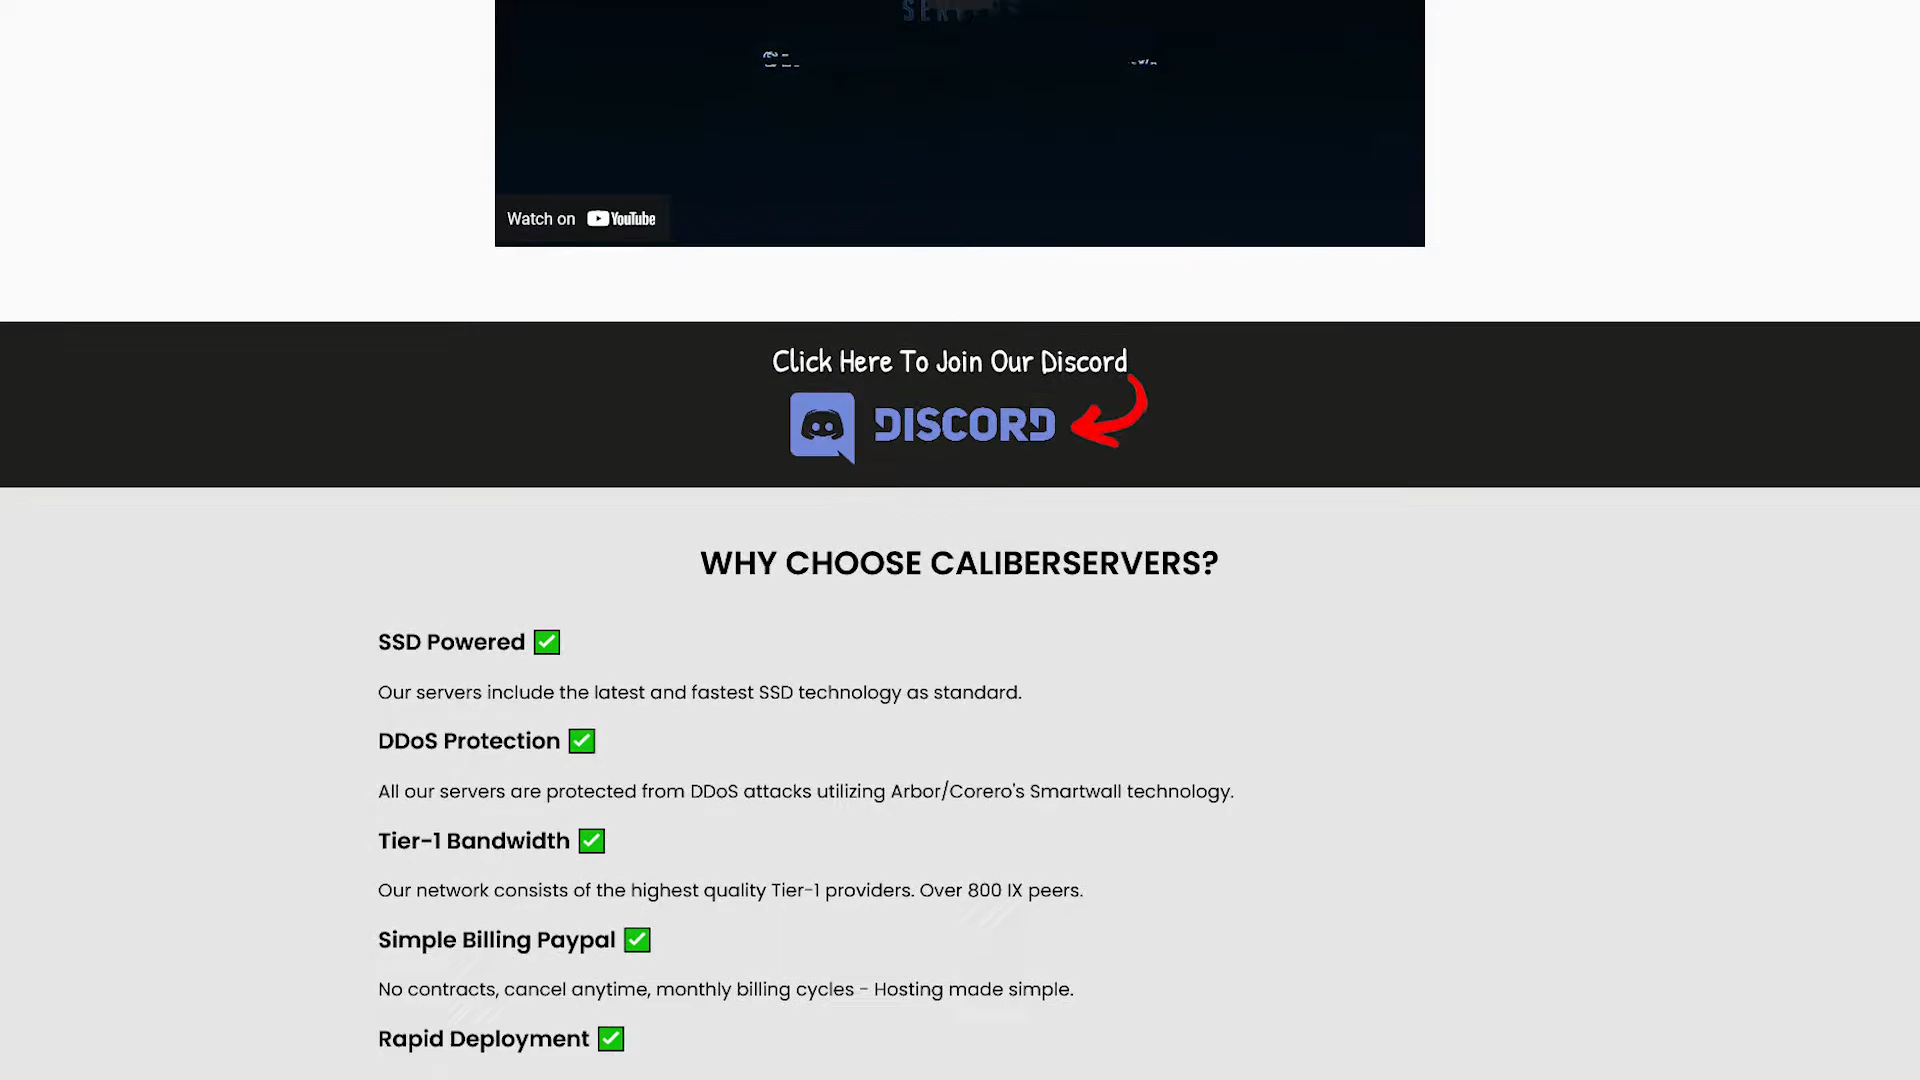 SERVERS
Watch on YouTube
Click Here To Join Our Discord
DISCORD
WHY CHOOSE CALIBERSERVERS?
SSD Powered
Our servers include the latest and fastest SSD technology as standard.
DDoS Protection
All our servers are protected from DDoS attacks utilizing Arbor/Corero's Smartwall technology.
Tier-1 Bandwidth
Our network consists of the highest quality Tier-1 providers. Over 800 IX peers.
Simple Billing Paypal
No contracts, cancel anytime, monthly billing cycles - Hosting made simple.
Rapid Deployment